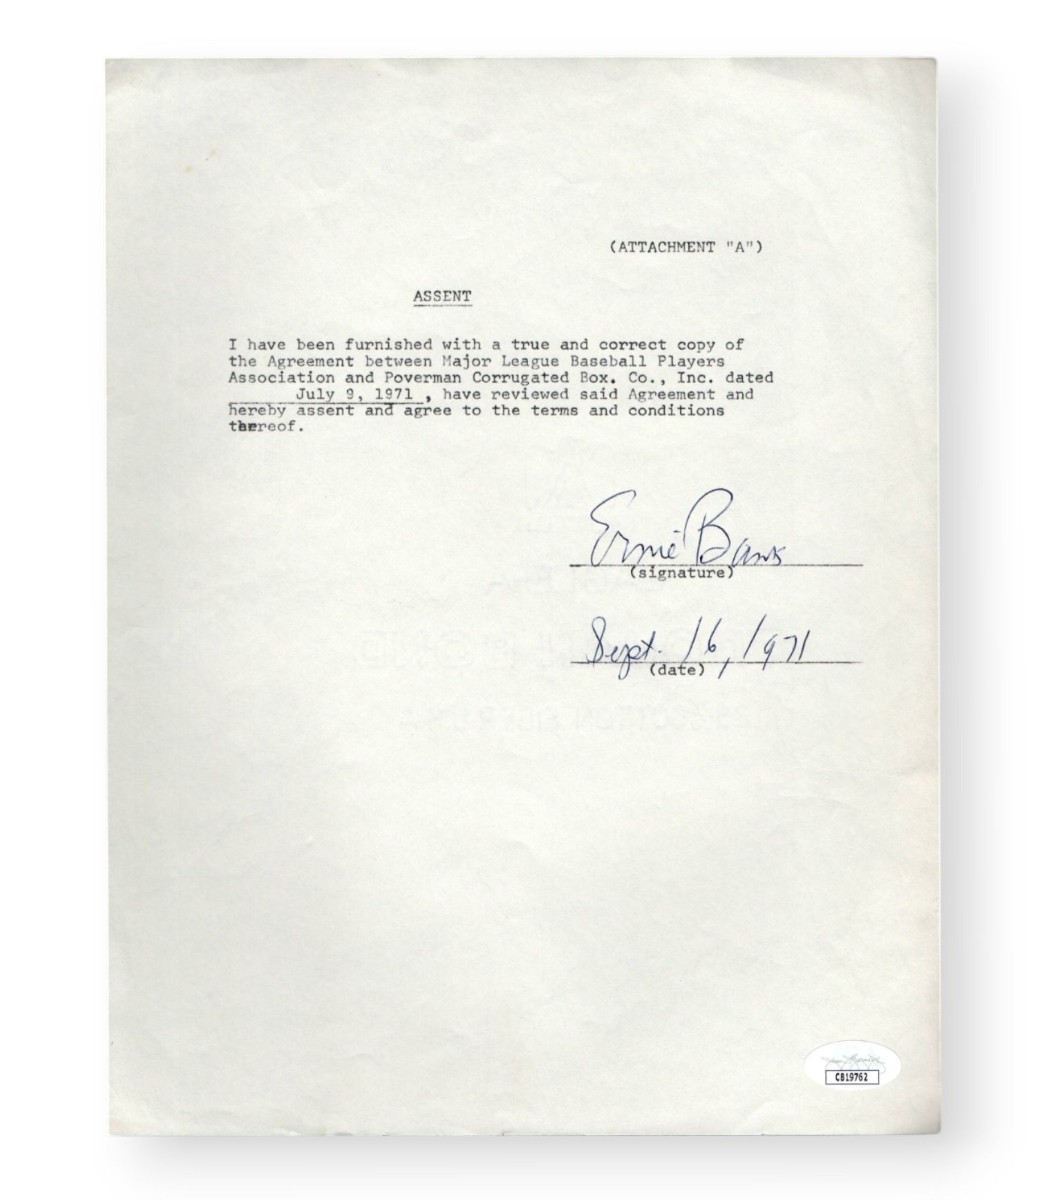 (ATTACHMENT "A")
ASSENT
I have been furnished with a true and correct copy of
the Agreement between Major League Baseball Players
Association and Poverman Corrugated Box. Co., Inc. dated
July 9, 1971 , have reviewed said Agreement and
hereby assent and agree to the terms and conditions
thereof.
Ernie Banks
(signature)
Sept. 16, 1971
(date)
CB19762